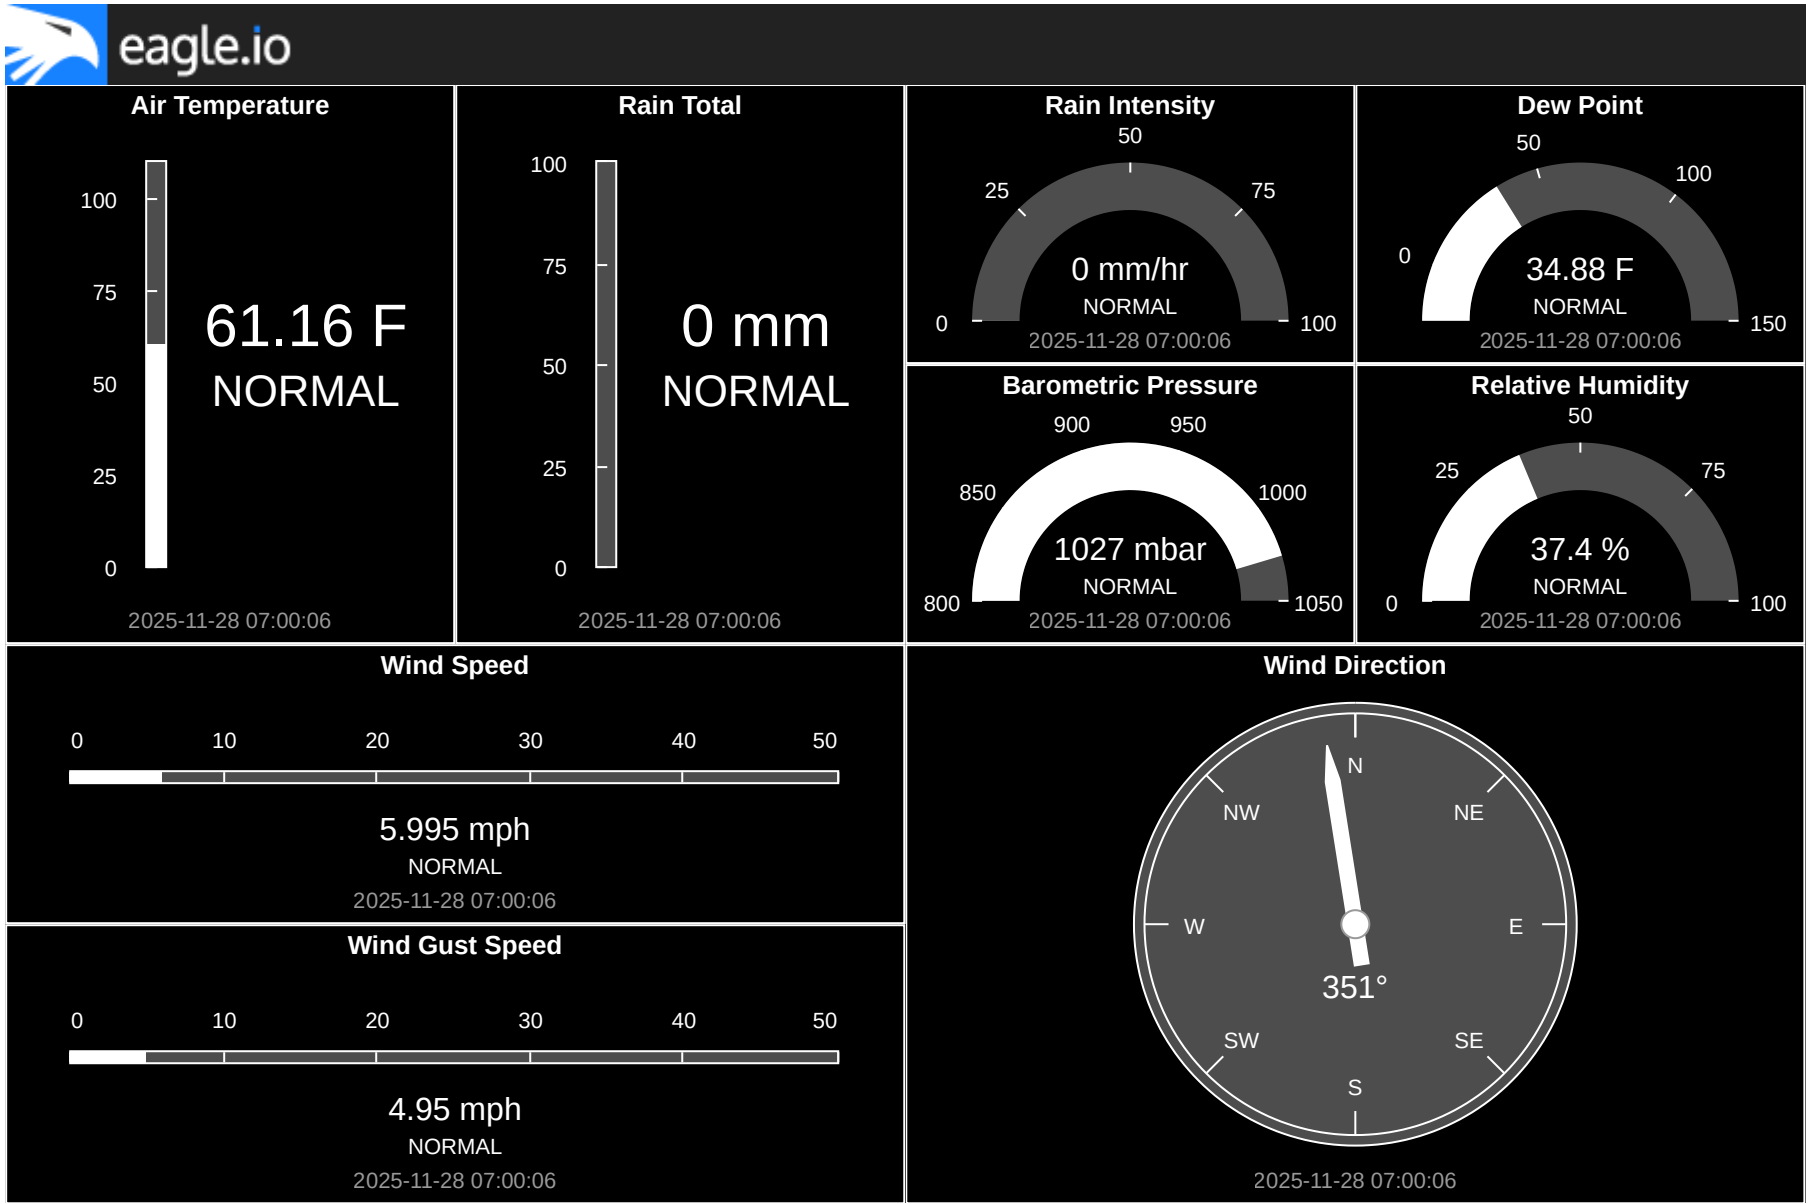 eagle.io
Air Temperature
100
75
50
25
0
61.16 F
NORMAL
2025-11-28 07:00:06
Rain Total
100
75
50
25
0
0 mm
NORMAL
2025-11-28 07:00:06
Rain Intensity
0
25
50
75
100
0 mm/hr
NORMAL
2025-11-28 07:00:06
Dew Point
0
50
100
150
34.88 F
NORMAL
2025-11-28 07:00:06
Barometric Pressure
800
850
900
950
1000
1050
1027 mbar
NORMAL
2025-11-28 07:00:06
Relative Humidity
0
25
50
75
100
37.4 %
NORMAL
2025-11-28 07:00:06
Wind Speed
0 10 20 30 40 50
5.995 mph
NORMAL
2025-11-28 07:00:06
Wind Gust Speed
0 10 20 30 40 50
4.95 mph
NORMAL
2025-11-28 07:00:06
Wind Direction
N
NW NE
W E
351°
SW SE
S
2025-11-28 07:00:06